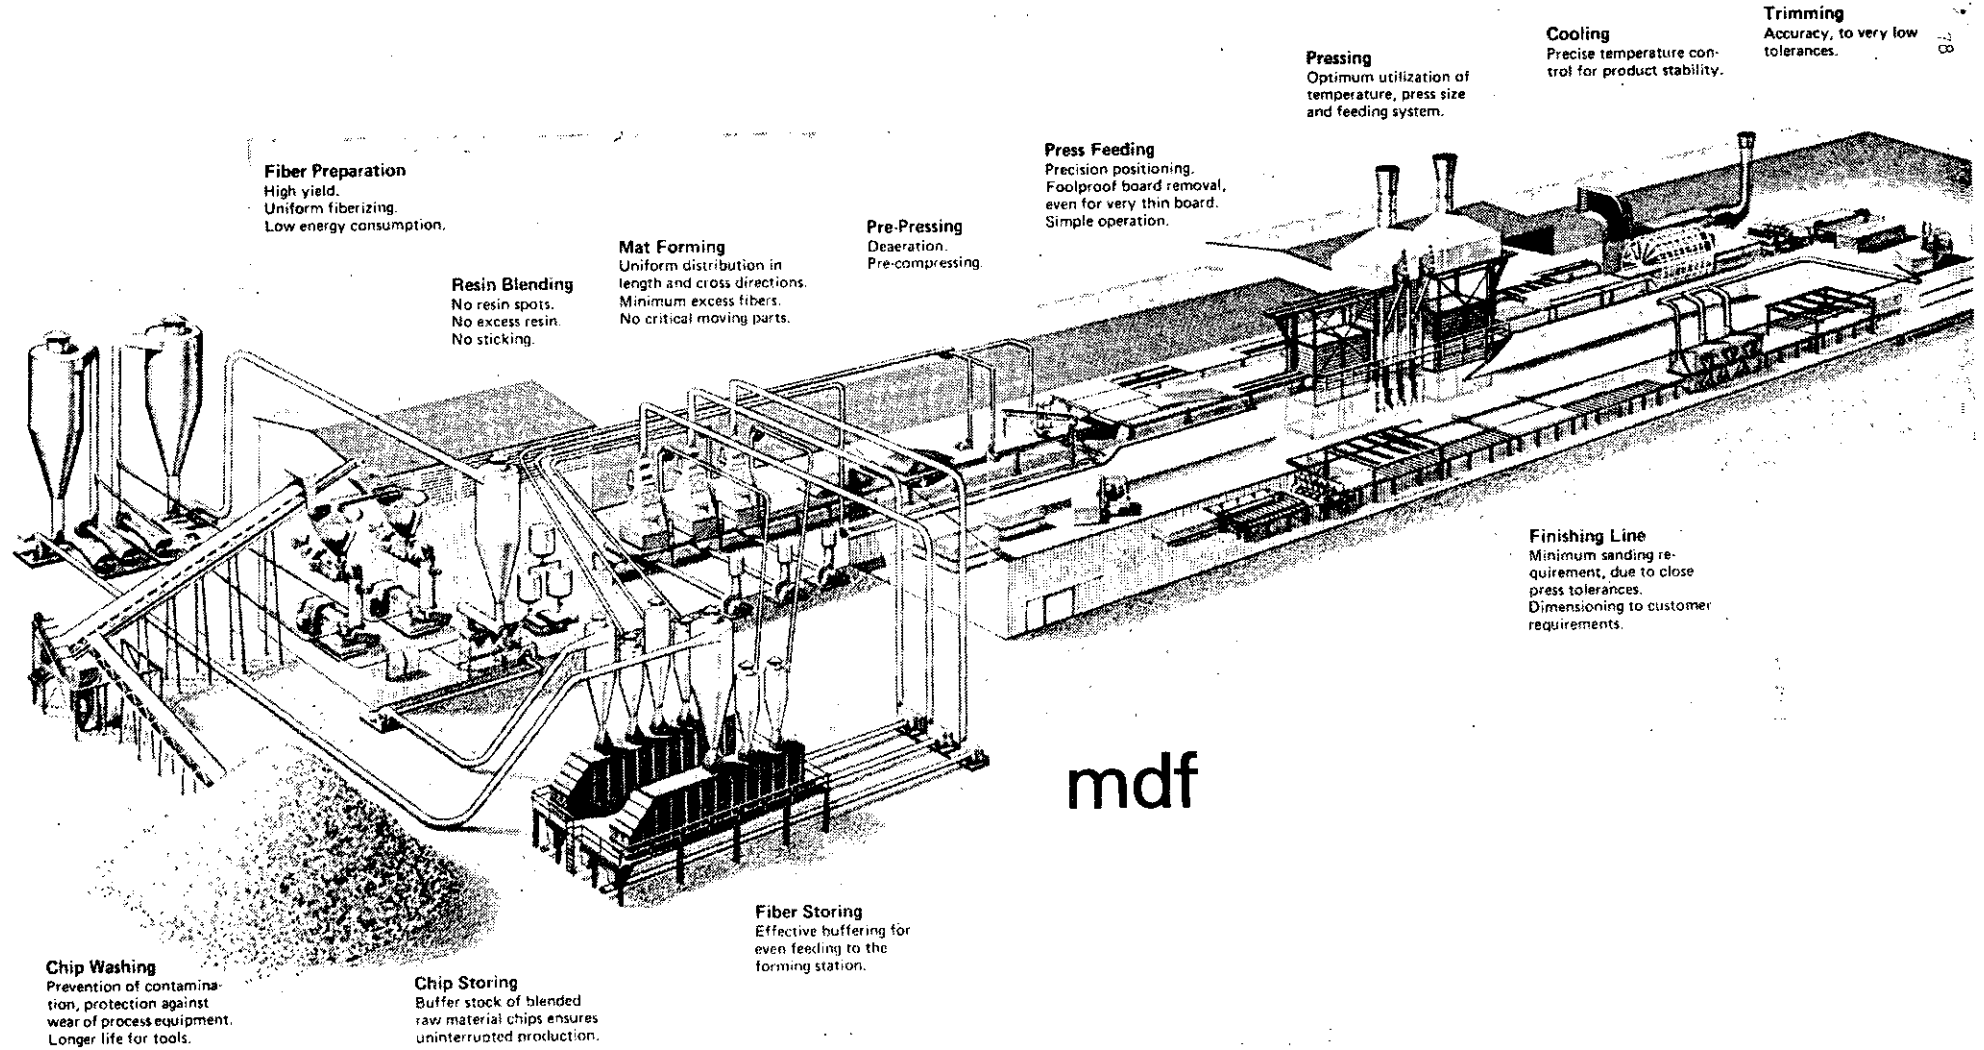 Trimming
Accuracy, to very low
tolerances.
78
Cooling
Precise temperature con-
trol for product stability.
Pressing
Optimum utilization of
temperature, press size
and feeding system.
Press Feeding
Precision positioning.
Foolproof board removal,
even for very thin board.
Simple operation.
Pre-Pressing
Deaeration.
Pre-compressing.
Mat Forming
Uniform distribution in
length and cross directions.
Minimum excess fibers.
No critical moving parts.
Resin Blending
No resin spots.
No excess resin.
No sticking.
Fiber Preparation
High yield.
Uniform fiberizing.
Low energy consumption.
Finishing Line
Minimum sanding re-
quirement, due to close
press tolerances.
Dimensioning to customer
requirements.
mdf
Fiber Storing
Effective buffering for
even feeding to the
forming station.
Chip Storing
Buffer stock of blended
raw material chips ensures
uninterrupted production.
Chip Washing
Prevention of contamina-
tion, protection against
wear of process equipment.
Longer life for tools.